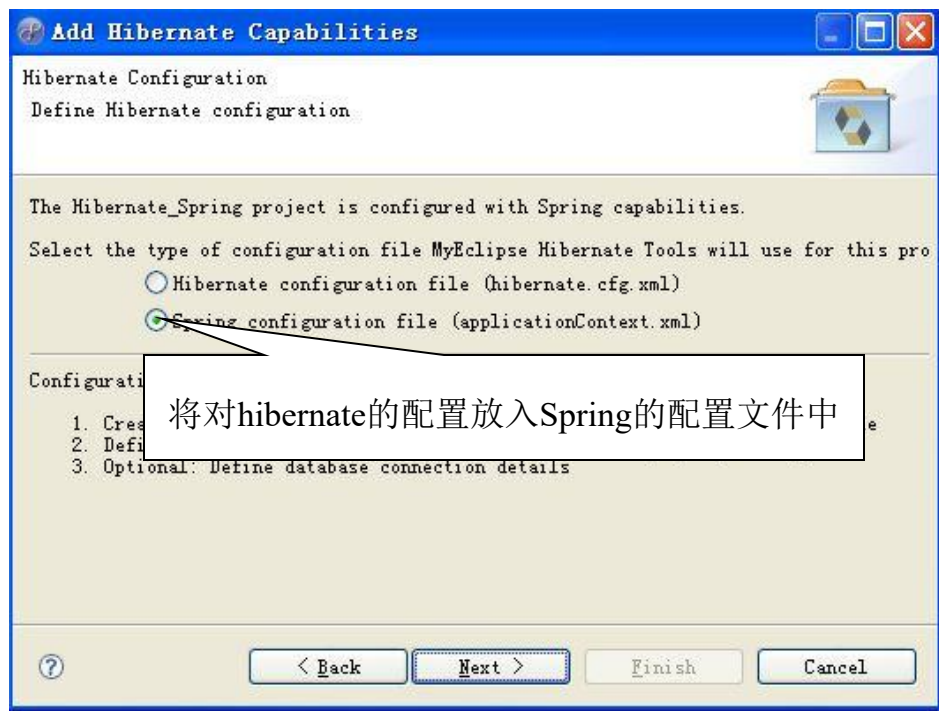 Add Hibernate Capabilities
Hibernate Configuration
Define Hibernate configuration
The Hibernate_Spring project is configured with Spring capabilities.
Select the type of configuration file MyEclipse Hibernate Tools will use for this pro
Hibernate configuration file (hibernate.cfg.xml)
Spring configuration file (applicationContext.xml)
将对hibernate的配置放入Spring的配置文件中
Configurati
1. Crea
2. Defi
3. Optional: Define database connection details
< Back
Next >
Finish
Cancel